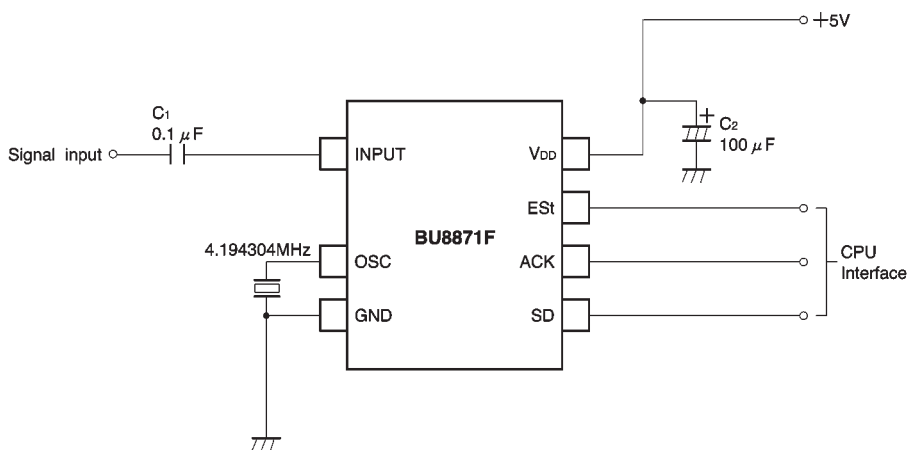 +5V
C1
0.1 μF
+
C2
100 μF
Signal input
INPUT
VDD
ESt
BU8871F
4.194304MHz
OSC
ACK
CPU
Interface
GND
SD